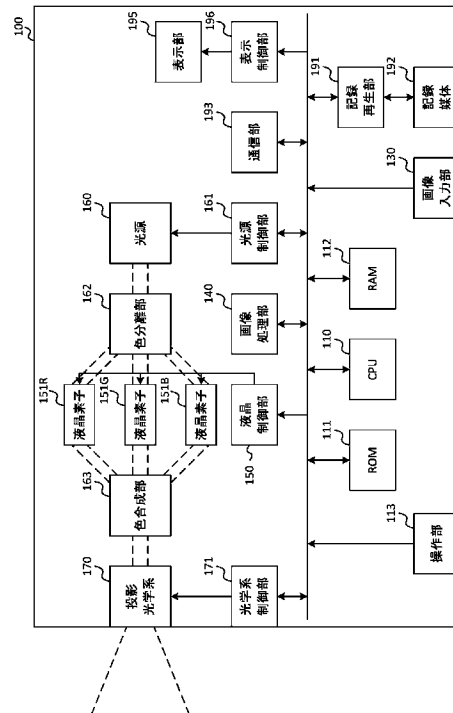 100
170
投影
光学系
163
色合成部
151R
液晶素子
151G
液晶素子
151B
液晶素子
162
色分離部
160
光源
195
表示部
171
光学系
制御部
150
液晶
制御部
140
画像
処理部
161
光源
制御部
193
通信部
196
表示
制御部
113
操作部
111
ROM
110
CPU
112
RAM
130
画像
入力部
191
記録
再生部
192
記録
媒体